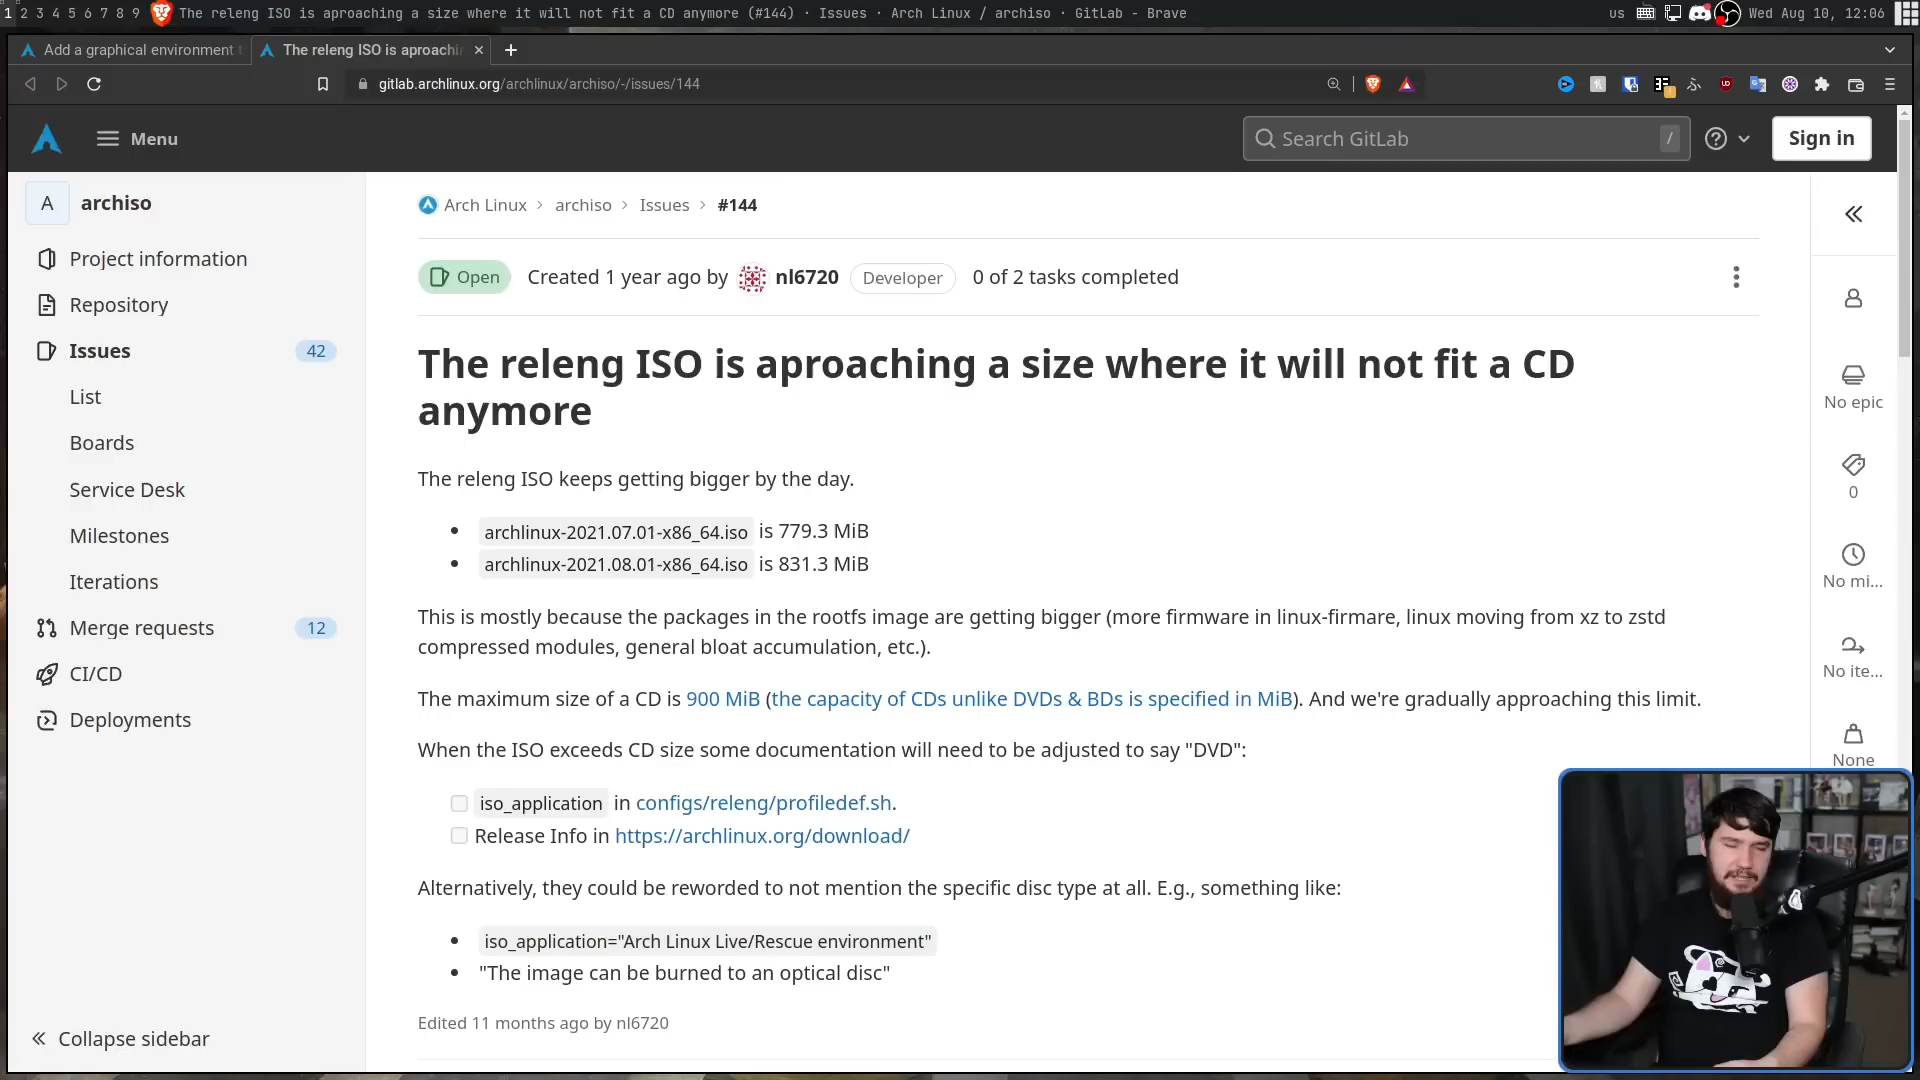 1 2 3 4 5 6 7 8 9 The releng ISO is aproaching a size where it will not fit a CD anymore (#144) · Issues · Arch Linux / archiso · GitLab - Brave us Wed Aug 10, 12:06
Add a graphical environment The releng ISO is aproachi
gitlab.archlinux.org/archlinux/archiso/-/issues/144
Menu Search GitLab / Sign in
A archiso
Project information
Repository
Issues 42
List
Boards
Service Desk
Milestones
Iterations
Merge requests 12
CI/CD
Deployments
Collapse sidebar
Arch Linux > archiso > Issues > #144
Open Created 1 year ago by nl6720 Developer 0 of 2 tasks completed
The releng ISO is aproaching a size where it will not fit a CD
anymore
The releng ISO keeps getting bigger by the day.
• archlinux-2021.07.01-x86_64.iso is 779.3 MiB
• archlinux-2021.08.01-x86_64.iso is 831.3 MiB
This is mostly because the packages in the rootfs image are getting bigger (more firmware in linux-firmare, linux moving from xz to zstd
compressed modules, general bloat accumulation, etc.).
The maximum size of a CD is 900 MiB (the capacity of CDs unlike DVDs & BDs is specified in MiB). And we're gradually approaching this limit.
When the ISO exceeds CD size some documentation will need to be adjusted to say "DVD":
iso_application in configs/releng/profiledef.sh.
Release Info in https://archlinux.org/download/
Alternatively, they could be reworded to not mention the specific disc type at all. E.g., something like:
• iso_application="Arch Linux Live/Rescue environment"
• "The image can be burned to an optical disc"
Edited 11 months ago by nl6720
No epic
0
No mi...
No ite...
None